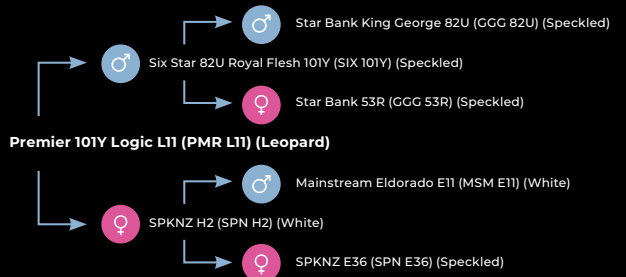 Star Bank King George 82U (GGG 82U) (Speckled)
Six Star 82U Royal Flesh 101Y (SIX 101Y) (Speckled)
Star Bank 53R (GGG 53R) (Speckled)
Premier 101Y Logic L11 (PMR L11) (Leopard)
Mainstream Eldorado E11 (MSM E11) (White)
SPKNZ H2 (SPN H2) (White)
SPKNZ E36 (SPN E36) (Speckled)